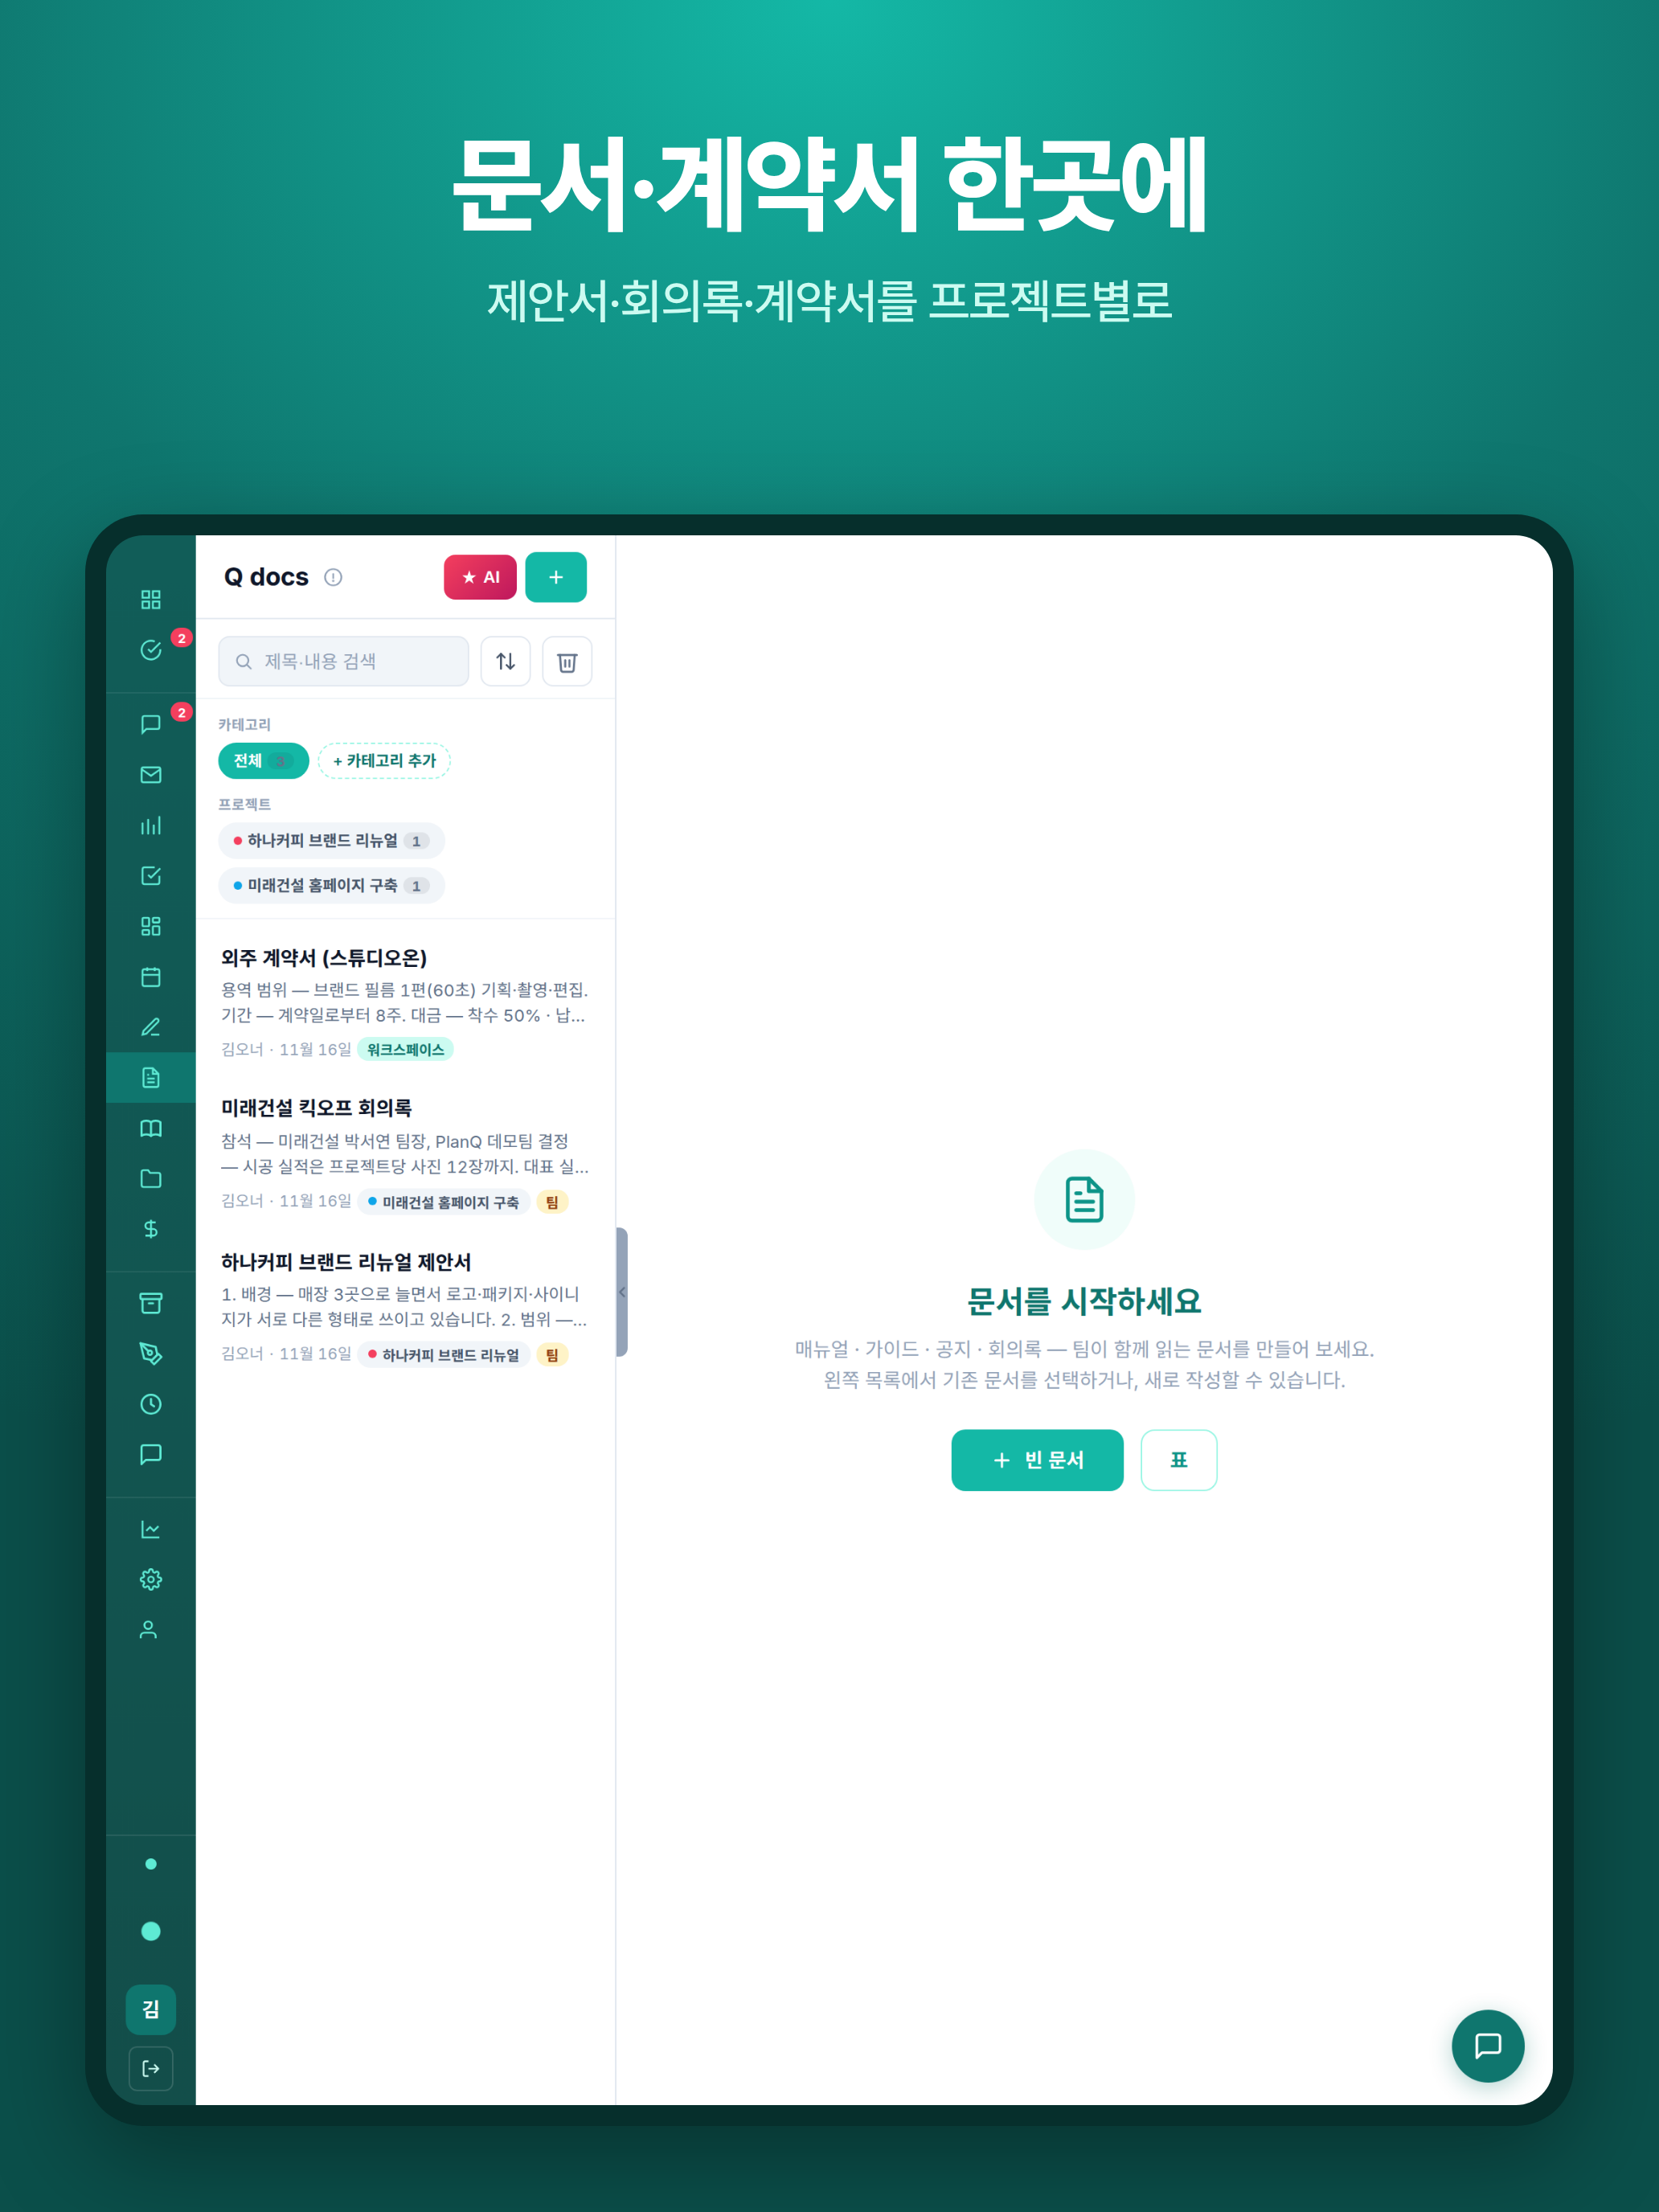 문서·계약서 한곳에
제안서·회의록·계약서를 프로젝트별로
2
2
김
Q docs
★ AI
+
제목·내용 검색
카테고리
전체 3
+ 카테고리 추가
프로젝트
하나커피 브랜드 리뉴얼 1
미래건설 홈페이지 구축 1
외주 계약서 (스튜디오온)
용역 범위 — 브랜드 필름 1편(60초) 기획·촬영·편집.
기간 — 계약일로부터 8주. 대금 — 착수 50% · 납...
김오너 · 11월 16일 워크스페이스
미래건설 킥오프 회의록
참석 — 미래건설 박서연 팀장, PlanQ 데모팀 결정
— 시공 실적은 프로젝트당 사진 12장까지. 대표 실...
김오너 · 11월 16일 미래건설 홈페이지 구축 팀
하나커피 브랜드 리뉴얼 제안서
1. 배경 — 매장 3곳으로 늘면서 로고·패키지·사이니
지가 서로 다른 형태로 쓰이고 있습니다. 2. 범위 —...
김오너 · 11월 16일 하나커피 브랜드 리뉴얼 팀
문서를 시작하세요
매뉴얼 · 가이드 · 공지 · 회의록 — 팀이 함께 읽는 문서를 만들어 보세요.
왼쪽 목록에서 기존 문서를 선택하거나, 새로 작성할 수 있습니다.
+ 빈 문서
표